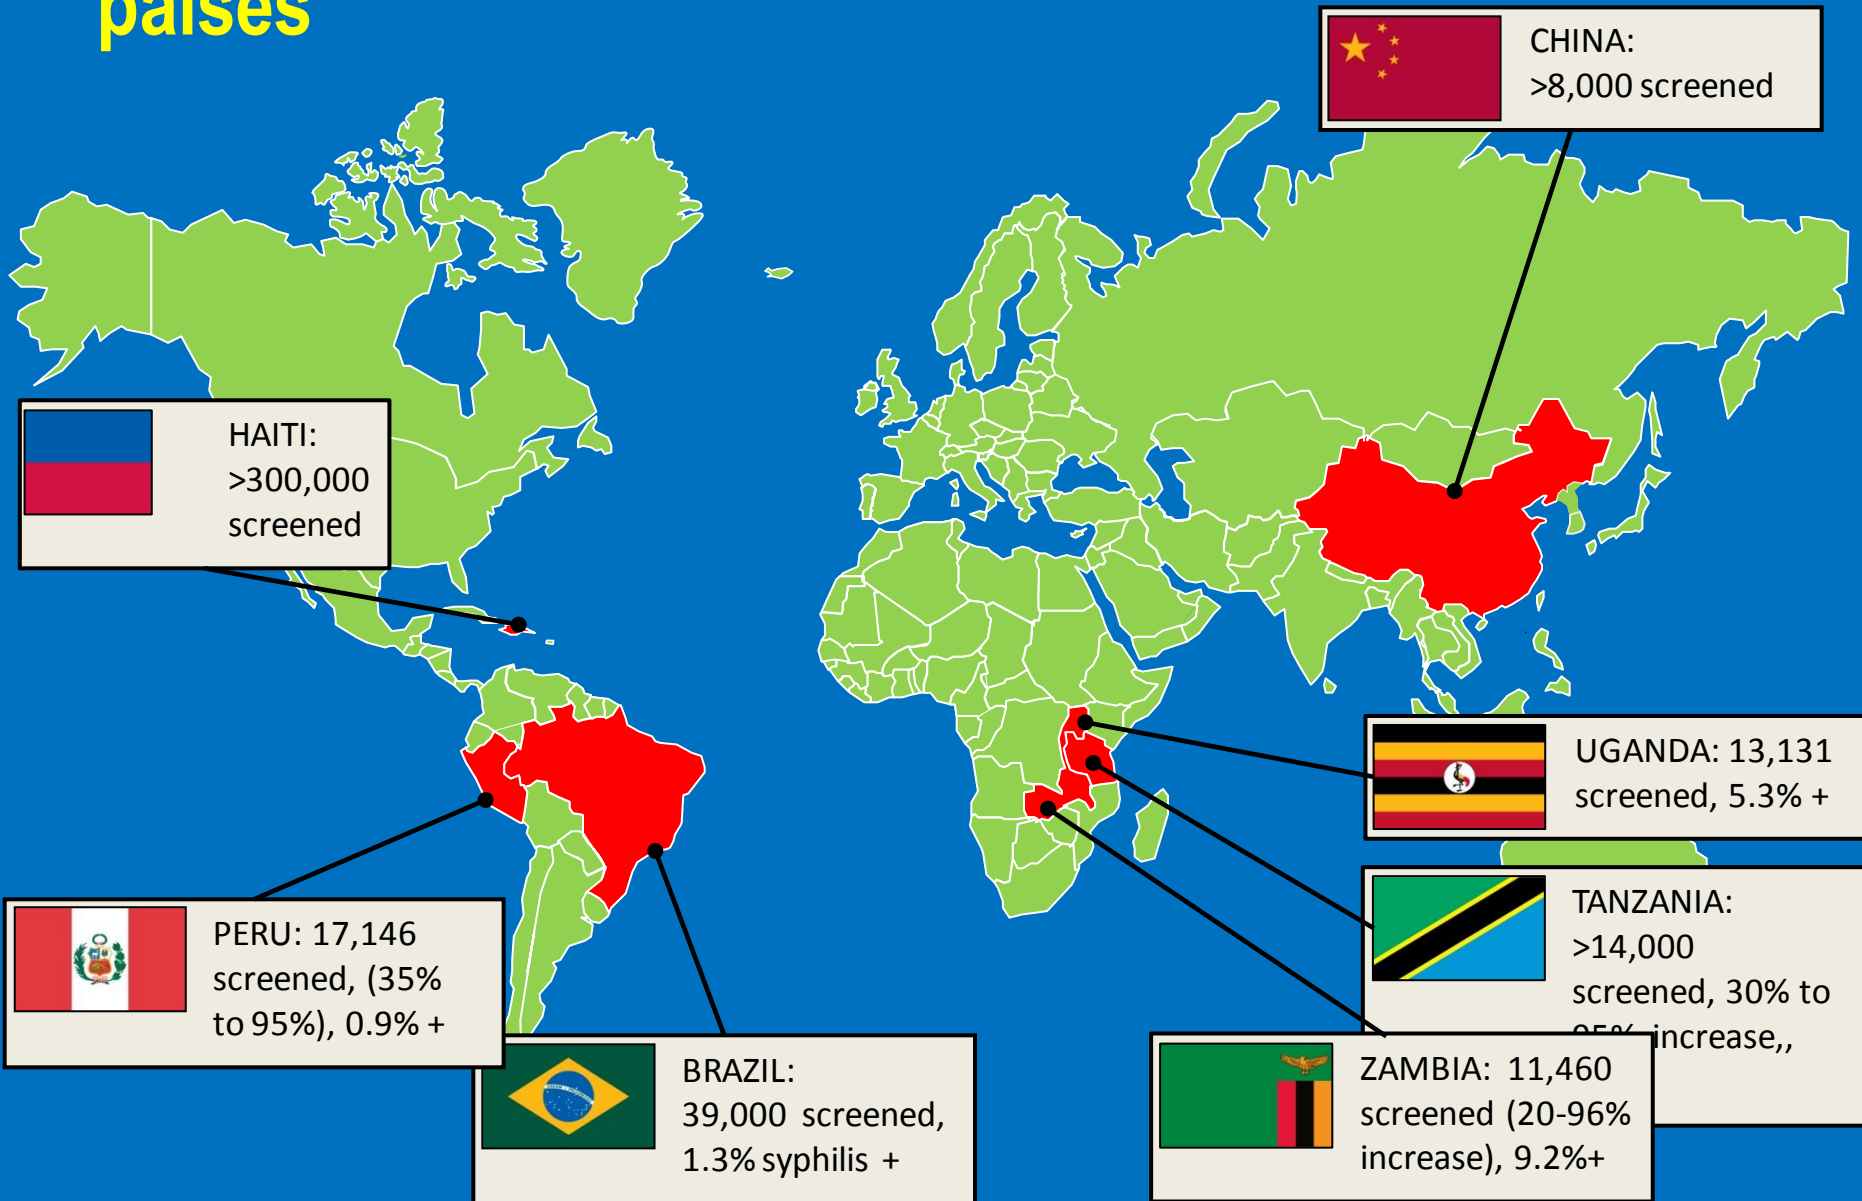 países
CHINA:
>8,000 screened
HAITI:
>300,000
screened
UGANDA: 13,131
screened, 5.3% +
TANZANIA:
>14,000
screened, 30% to
increase,,
PERU: 17,146
screened, (35%
to 95%), 0.9% +
BRAZIL:
39,000 screened,
1.3% syphilis +
ZAMBIA: 11,460
screened (20-96%
increase), 9.2%+